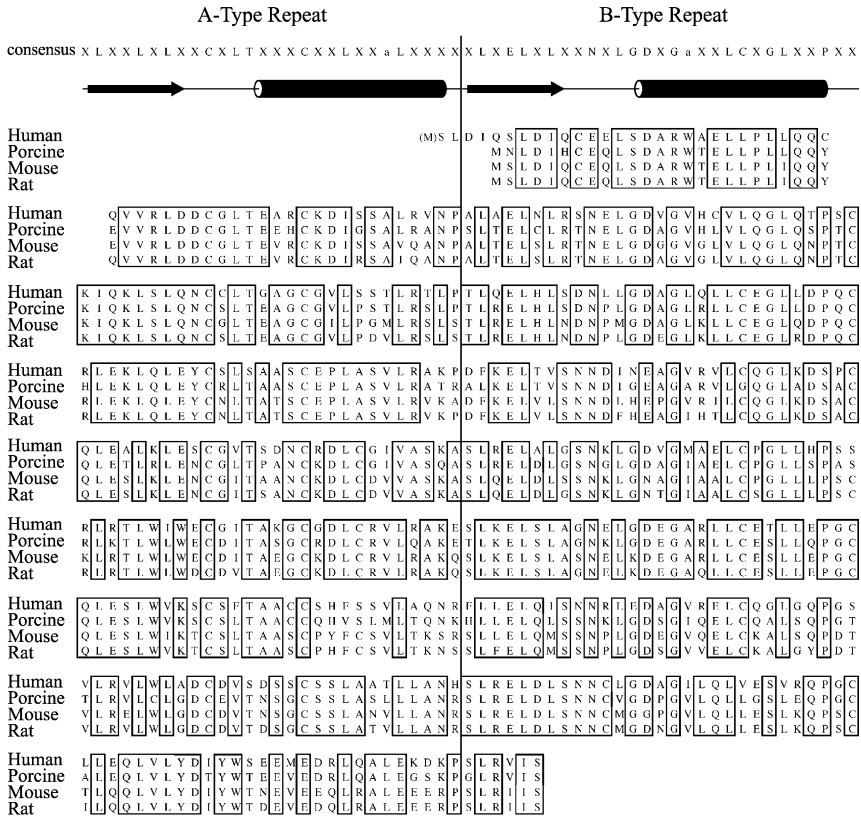 A-Type Repeat B-Type Repeat
consensus X L X X L X L X X C X L T X X X C X X L X X a L X X X X X L X E L X L X X N X L G D X G a X X L C X G L X X P X X
Human (M) S L D I Q S L D I Q C E E L S D A R W A E L L P L L Q Q C
Porcine M N L D I H C E Q L S D A R W T E L L P L L Q Q Y
Mouse M S L D I Q C E Q L S D A R W T E L L P L I Q Q Y
Rat M S L D I Q C E Q L S D A R W T E L L P L I Q Q Y
Human Q V V R L D D C G L T E A R C K D I S S A L R V N P A L A E L N L R S N E L G D V G V H C V L Q G L Q T P S C
Porcine E V V R L D D C G L T E E H C K D I G S A L R A N P S L T E L C L R T N E L G D A G V H L V L Q G L Q S P T C
Mouse E V V R L D D C G L T E V R C K D I S S A V Q A N P A L T E L S L R T N E L G D G G V G L V L Q G L Q N P T C
Rat Q V V R L D D C G L T E V R C K D I R S A I Q A N P A L T E L S L R T N E L G D A G V G L V L Q G L Q N P T C
Human K I Q K L S L Q N C C L T G A G C G V L S S T L R T L P T L Q E L H L S D N L L G D A G L Q L L C E G L L D P Q C
Porcine K I Q K L S L Q N C S L T E A G C G V L P S T L R S L P T L R E L H L S D N P L G D A G L R L L C E G L L D P Q C
Mouse K I Q K L S L Q N C S L T E A G C G I L P G M L R S L S T L R E L H L N D N P M G D A G L K L L C E G L Q D P Q C
Rat K I Q K L S L Q N C S L T E A G C G V L P D V L R S L S T L R E L H L N D N P L G D E G L K L L C E G L R D P Q C
Human R L E K L Q L E Y C S L S A A S C E P L A S V L R A K P D F K E L T V S N N D I N E A G V R V L C Q G L K D S P C
Porcine H L E K L Q L E Y C R L T A A S C E P L A S V L R A T R A L K E L T V S N N D I G E A G A R V L G Q G L A D S A C
Mouse R L E K L Q L E Y C N L T A A S C E P L A S V L R V K A D F K E L V L S N N D L H E P G V R I L C Q G L K D S A C
Rat R L E K L Q L E Y C N L T A T S C E P L A S V L R V K P D F K E L V L S N N D F H E A G I H T L C Q G L K D S A C
Human Q L E A L K L E S C G V T S D N C R D L C G I V A S K A S L R E L A L G S N K L G D V G M A E L C P G L L H P S S
Porcine Q L E T L R L E N C G L T P A N C K D L C G I V A S Q A S L R E L D L G S N G L G D A G I A E L C P G L L S P A S
Mouse Q L E S L K L E N C G I T A A N C K D L C D V V A S K A S L Q E L D L S S N K L G N A G I A A L C P G L L L P S C
Rat Q L E S L K L E N C G I T S A N C K D L C D V V A S K A S L Q E L D L G S N K L G N T G I A A L C S G L L L P S C
Human R L R T L W I W E C G I T A K G C G D L C R V L R A K E S L K E L S L A G N E L G D E G A R L L C E T L L E P G C
Porcine R L K T L W L W E C D I T A E G C K D L C R V L Q A K E T L K E L S L A G N K L G D E G A Q L L C E S L L Q P G C
Mouse K L R T L W L W E C D I T A E G C K D L C R V L R A K Q S L K E L S L A S N E L K D E G A R L L C E S L L E P G C
Rat R L R T L W L W D C D V T A E G C K D L C R V L R A K Q S L K E L S L A G N E L K D E G A Q L L C E S L L E P G C
Human Q L E S L W V K S C S F T A A C C S H F S S V L A Q N R F L L E L Q I S N N R L E D A G V R E L C Q G L G Q P G S
Porcine Q L E S L W V K S C S L T A A C C Q H V S L M L T Q N K H L L E L Q L S S N K L G D S G I Q E L C Q A L S Q P G T
Mouse Q L E S L W I K T C S L T A A S C P Y F C S V L T K S R S L L E L Q M S S N P L G D E G V Q E L C K A L S Q P D T
Rat Q L E S L W V K T C S L T A A S C P H F C S V L T K N S S L F E L Q M S S N P L G D S G V V E L C K A L G Y P D T
Human V L R V L W L A D C D V S D S S C S S L A A T L L A N H S L R E L D L S N N C L G D A G I L Q L V E S V R Q P G C
Porcine T L R V L C L G D C E V T N S G C S S L A S L L L A N R S L R E L D L S N N C V G D P G V L Q L L G S L E Q P G C
Mouse V L R E L W L G D C D V T N S G C S S L A N V L L A N R S L R E L D L S N N C M G G P G V L Q L L E S L K Q P S C
Rat V L R V L W L G D C D V T D S G C S S L A T V L L A N R S L R E L D L S N N C M G D N G V L Q L L E S L K Q P S C
Human L L E Q L V L Y D I Y W S E E M E D R L Q A L E K D K P S L R V I S
Porcine A L E Q L V L Y D T Y W T E E V E D R L Q A L E G S K P G L R V I S
Mouse T L Q Q L V L Y D I Y W T N E V E E Q L R A L E E E R P S L R I I S
Rat I L Q Q L V L Y D I Y W T D E V E D Q L R A L E E E R P S L R I I S